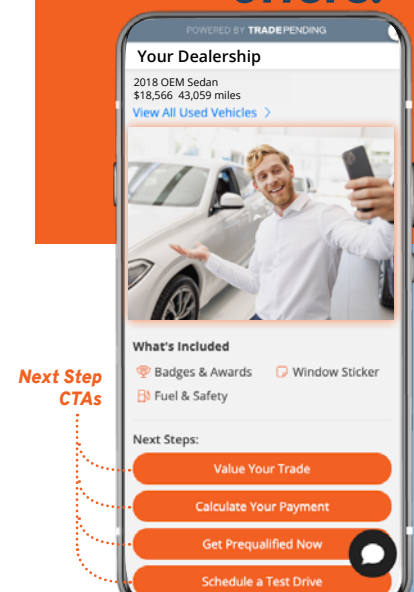 POWERED BY TRADEPENDING
Your Dealership
2018 OEM Sedan
$18,566 43,059 miles
View All Used Vehicles >
What's Included
Badges & Awards
Window Sticker
Fuel & Safety
Next Step
CTAs
Next Steps:
Value Your Trade
Calculate Your Payment
Get Prequalified Now
Schedule a Test Drive